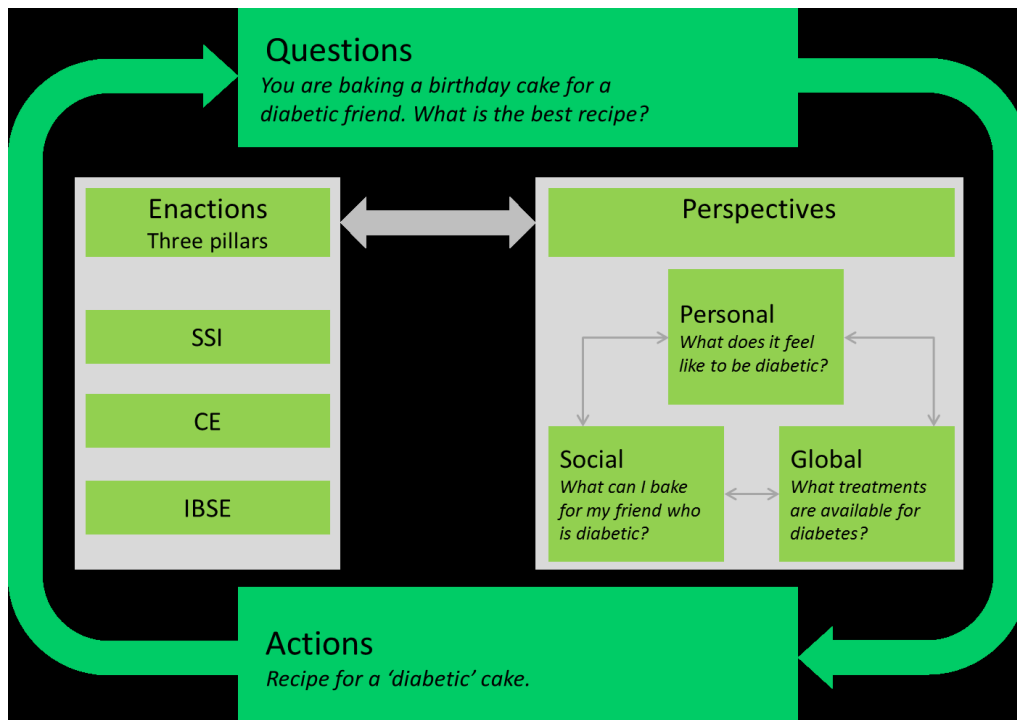 Questions
You are baking a birthday cake for a
diabetic friend. What is the best recipe?
Enactions
Three pillars
SSI
CE
IBSE
Perspectives
Personal
What does it feel
like to be diabetic?
Social
What can I bake
for my friend who
is diabetic?
Global
What treatments
are available for
diabetes?
Actions
Recipe for a ‘diabetic’ cake.